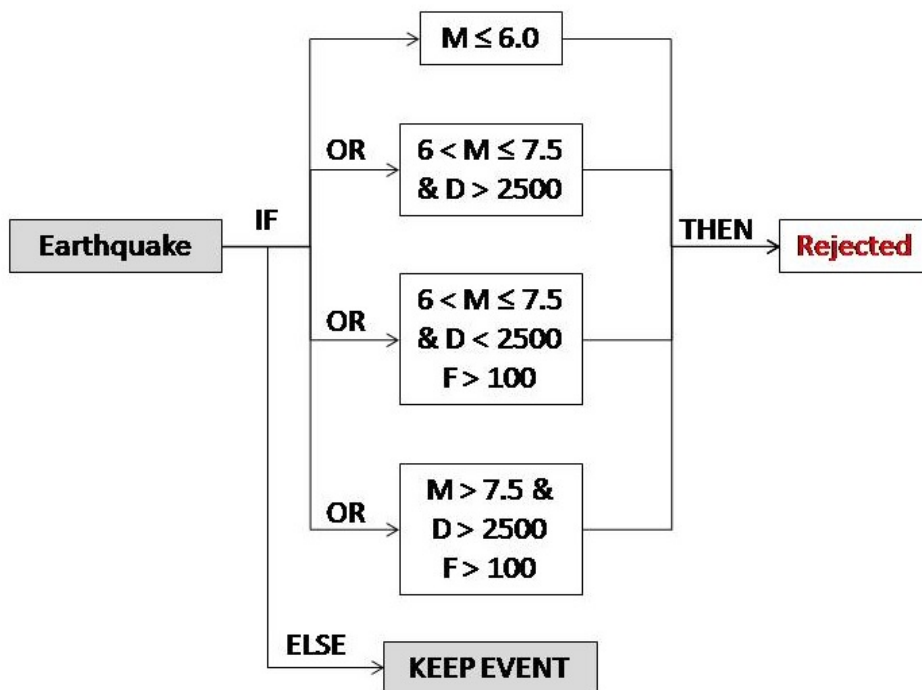 M ≤ 6.0
OR
6 < M ≤ 7.5
& D > 2500
IF
Earthquake
THEN
Rejected
OR
6 < M ≤ 7.5
& D < 2500
F > 100
OR
M > 7.5 &
D > 2500
F > 100
ELSE
KEEP EVENT